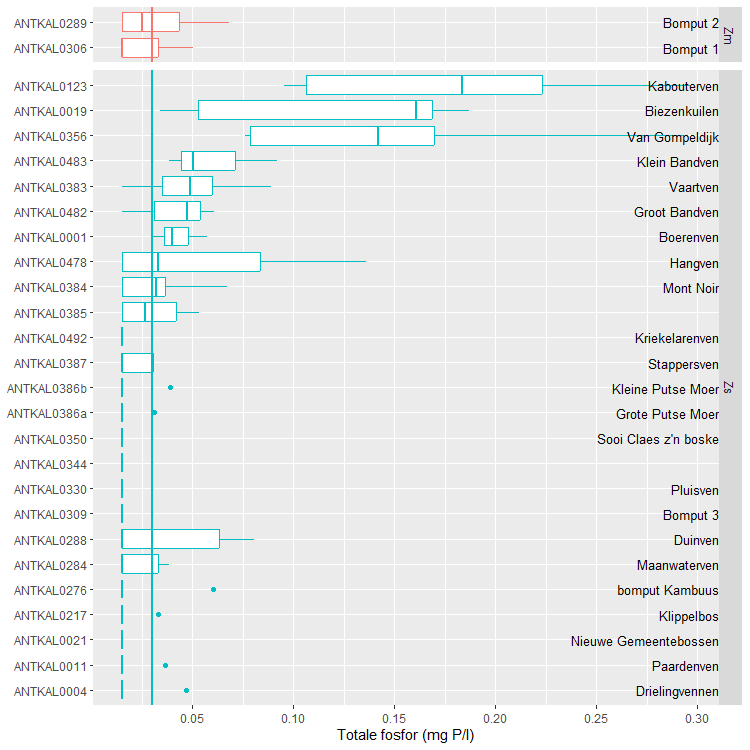 ANTKAL0289 Bomput 2
ANTKAL0306 Bomput 1
Zm
ANTKAL0123 Kabouterven
ANTKAL0019 Biezenkuilen
ANTKAL0356 Van Gompeldijk
ANTKAL0483 Klein Bandven
ANTKAL0383 Vaartven
ANTKAL0482 Groot Bandven
ANTKAL0001 Boerenven
ANTKAL0478 Hangven
ANTKAL0384 Mont Noir
ANTKAL0385
ANTKAL0492 Kriekelarenven
ANTKAL0387 Stappersven
ANTKAL0386b Kleine Putse Moer
ANTKAL0386a Grote Putse Moer
ANTKAL0350 Sooi Claes z'n boske
ANTKAL0344
ANTKAL0330 Pluisven
ANTKAL0309 Bomput 3
ANTKAL0288 Duinven
ANTKAL0284 Maanwaterven
ANTKAL0276 bomput Kambuus
ANTKAL0217 Klippelbos
ANTKAL0021 Nieuwe Gemeentebossen
ANTKAL0011 Paardenven
ANTKAL0004 Drielingvennen
Zs
0.05 0.10 0.15 0.20 0.25 0.30
Totale fosfor (mg P/l)